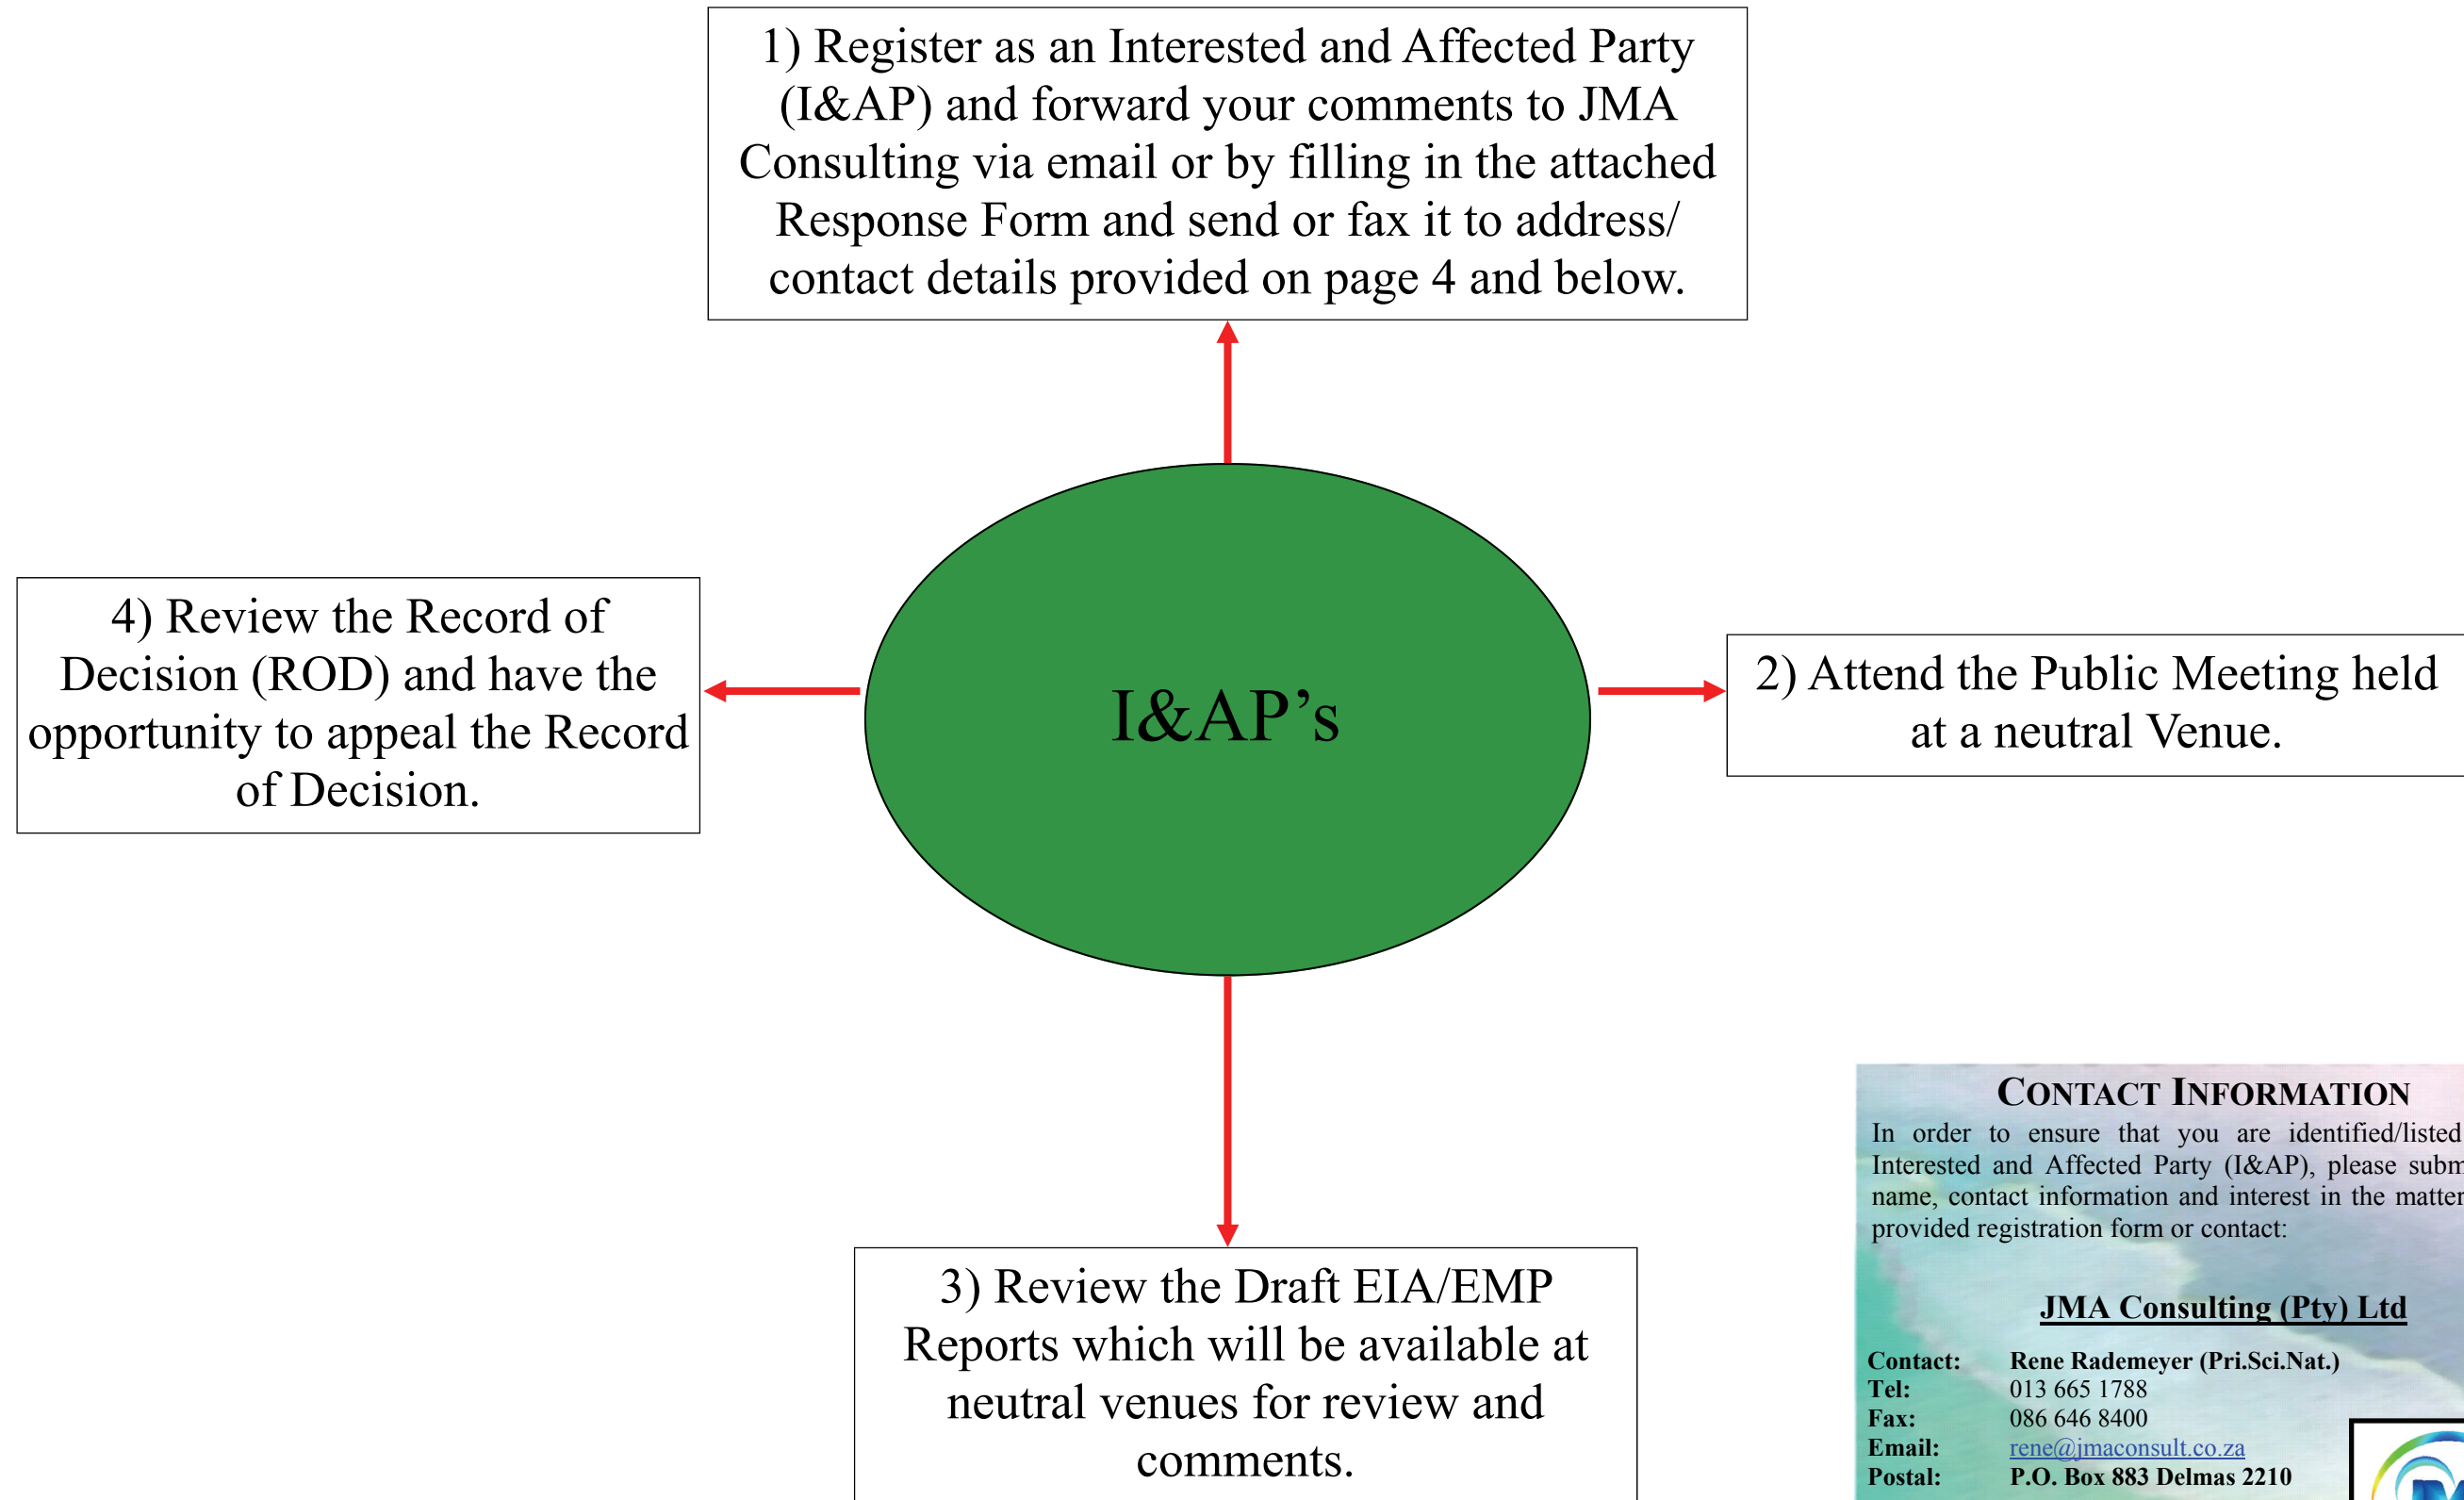 1) Register as an Interested and Affected Party
(I&AP) and forward your comments to JMA
Consulting via email or by filling in the attached
Response Form and send or fax it to address/
contact details provided on page 4 and below.
4) Review the Record of
Decision (ROD) and have the
opportunity to appeal the Record
of Decision.
I&AP’s
2) Attend the Public Meeting held
at a neutral Venue.
3) Review the Draft EIA/EMP
Reports which will be available at
neutral venues for review and
comments.
CONTACT INFORMATION
In order to ensure that you are identified/listed
Interested and Affected Party (I&AP), please
name, contact information and interest in the matter
provided registration form or contact:
JMA Consulting (Pty) Ltd
Contact: Rene Rademeyer (Pri.Sci.Nat.)
Tel: 013 665 1788
Fax: 086 646 8400
Email: rene@jmaconsult.co.za
Postal: P.O. Box 883 Delmas 2210